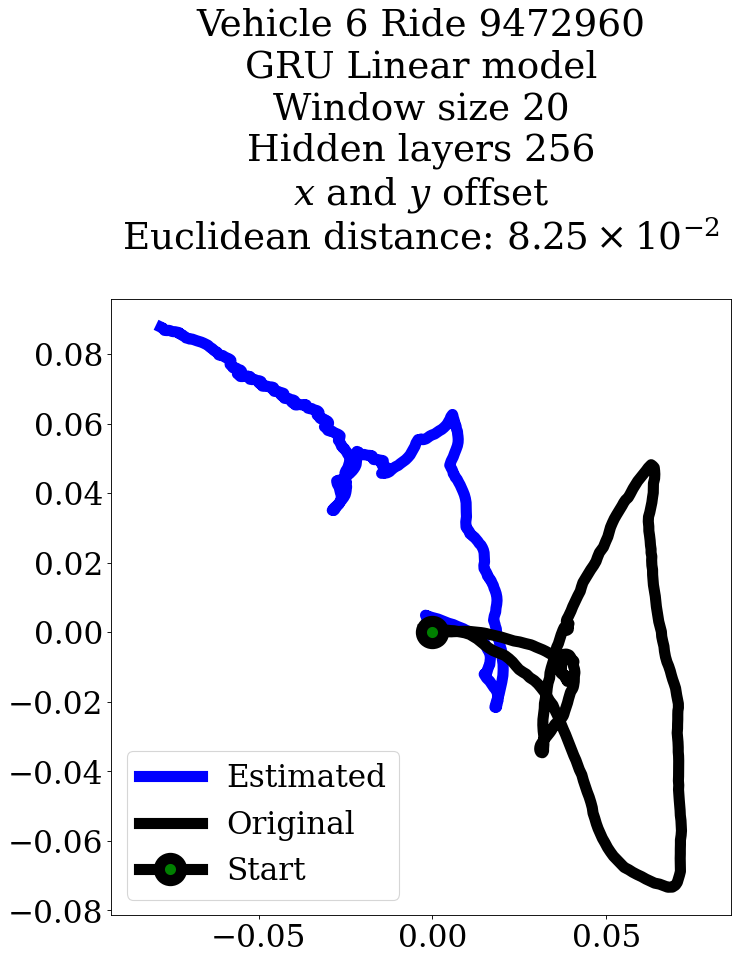 Vehicle 6 Ride 9472960
GRU Linear model
Window size 20
Hidden layers 256
x and y offset
Euclidean distance: 8.25 × 10⁻²
0.08
0.06
0.04
0.02
0.00
−0.02
−0.04
−0.06
−0.08
Estimated
Original
Start
−0.05 0.00 0.05